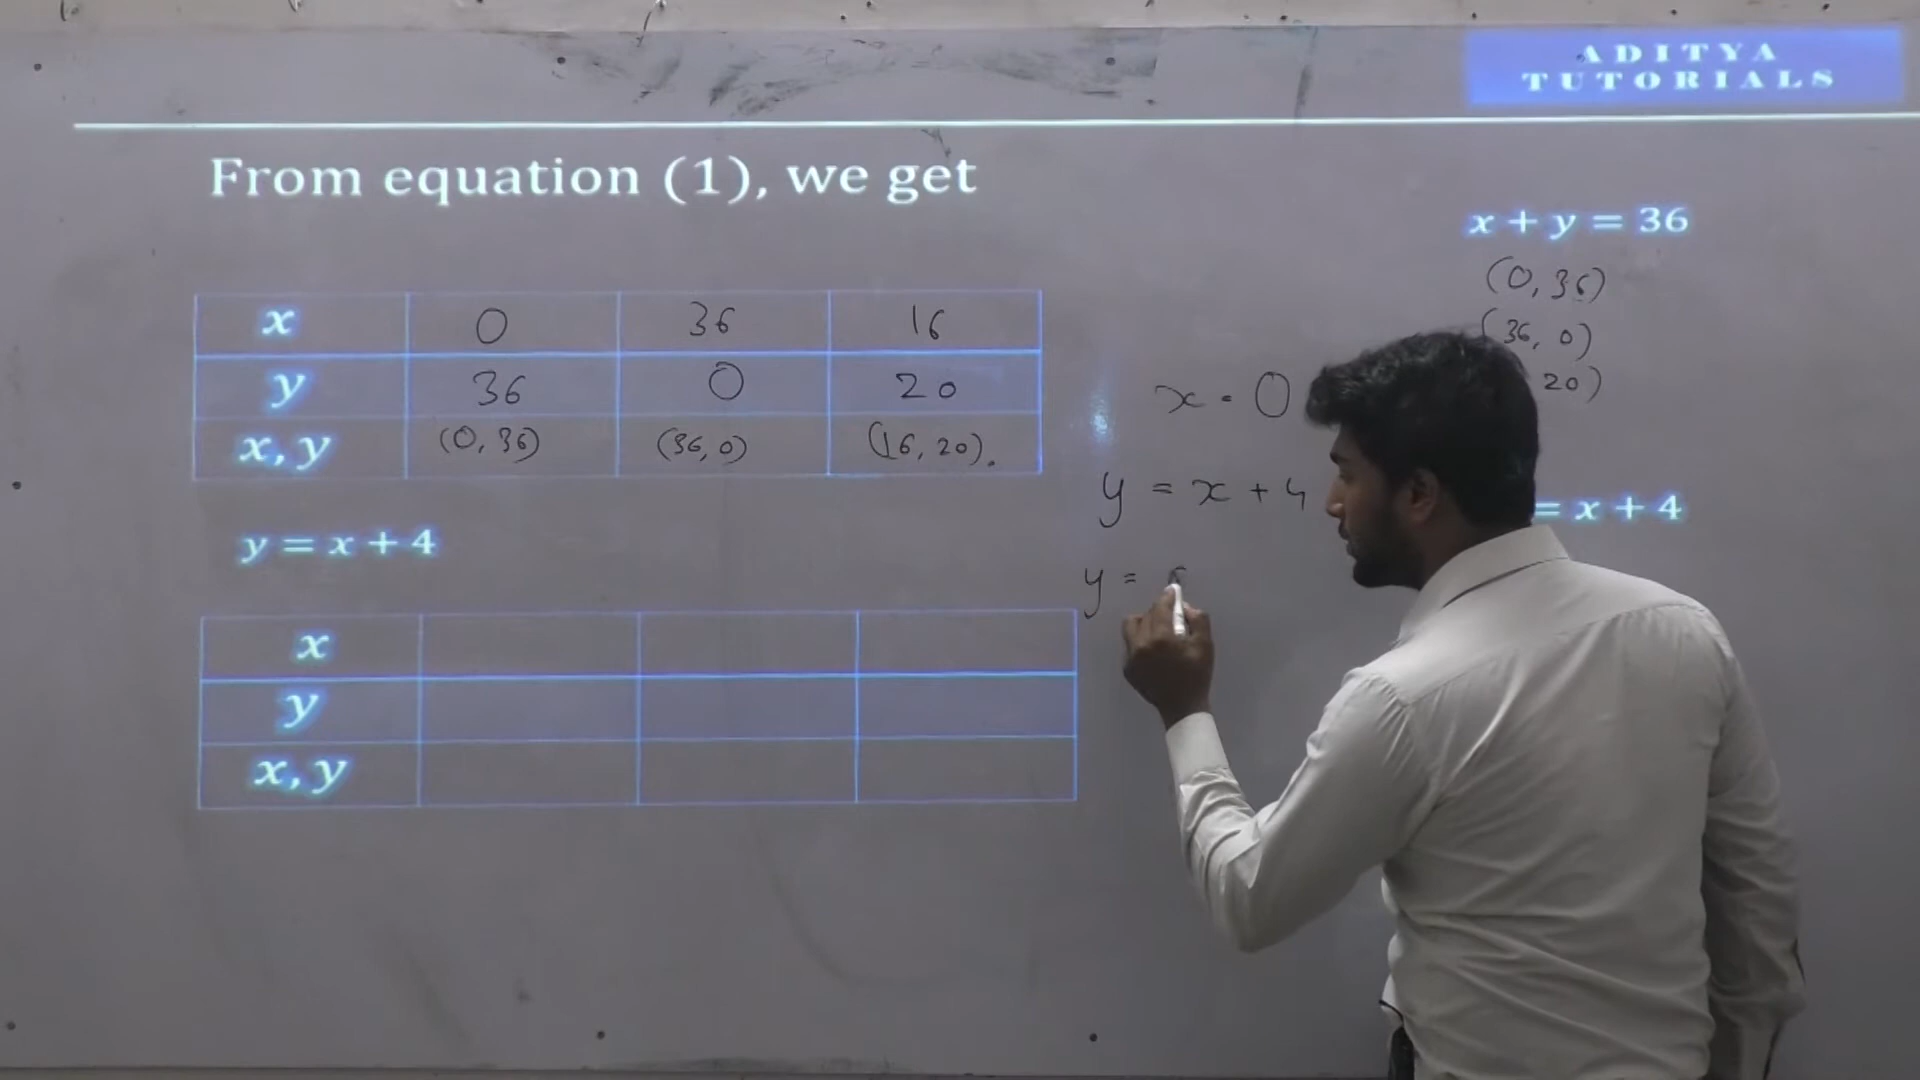 ADITYA
TUTORIALS
From equation (1), we get
x + y = 36
(0, 36)
(36, 0)
20)
x 0 36 16
y 36 0 20
x, y (0, 36) (36, 0) (16, 20).
x = 0
y = x + 4
= x + 4
y = x + 4
y =
x
y
x, y